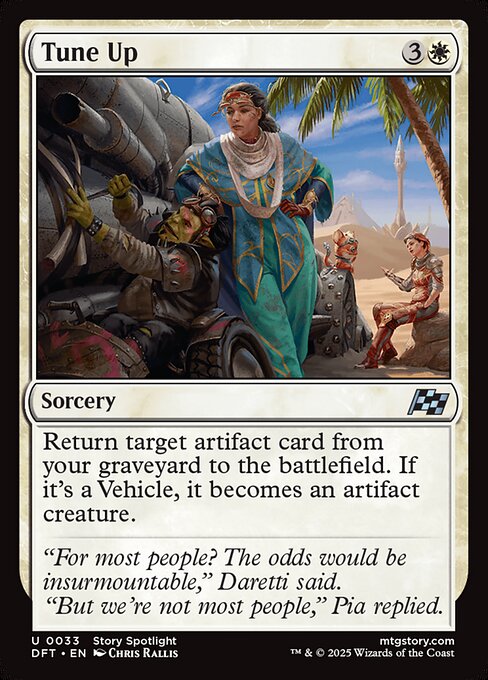 Tune Up 3
Sorcery
Return target artifact card from
your graveyard to the battlefield. If
it's a Vehicle, it becomes an artifact
creature.
“For most people? The odds would be
insurmountable,” Daretti said.
“But we're not most people,” Pia replied.
U 0033 Story Spotlight mtgstory.com
DFT • EN Chris Rallis ™ & © 2025 Wizards of the Coast